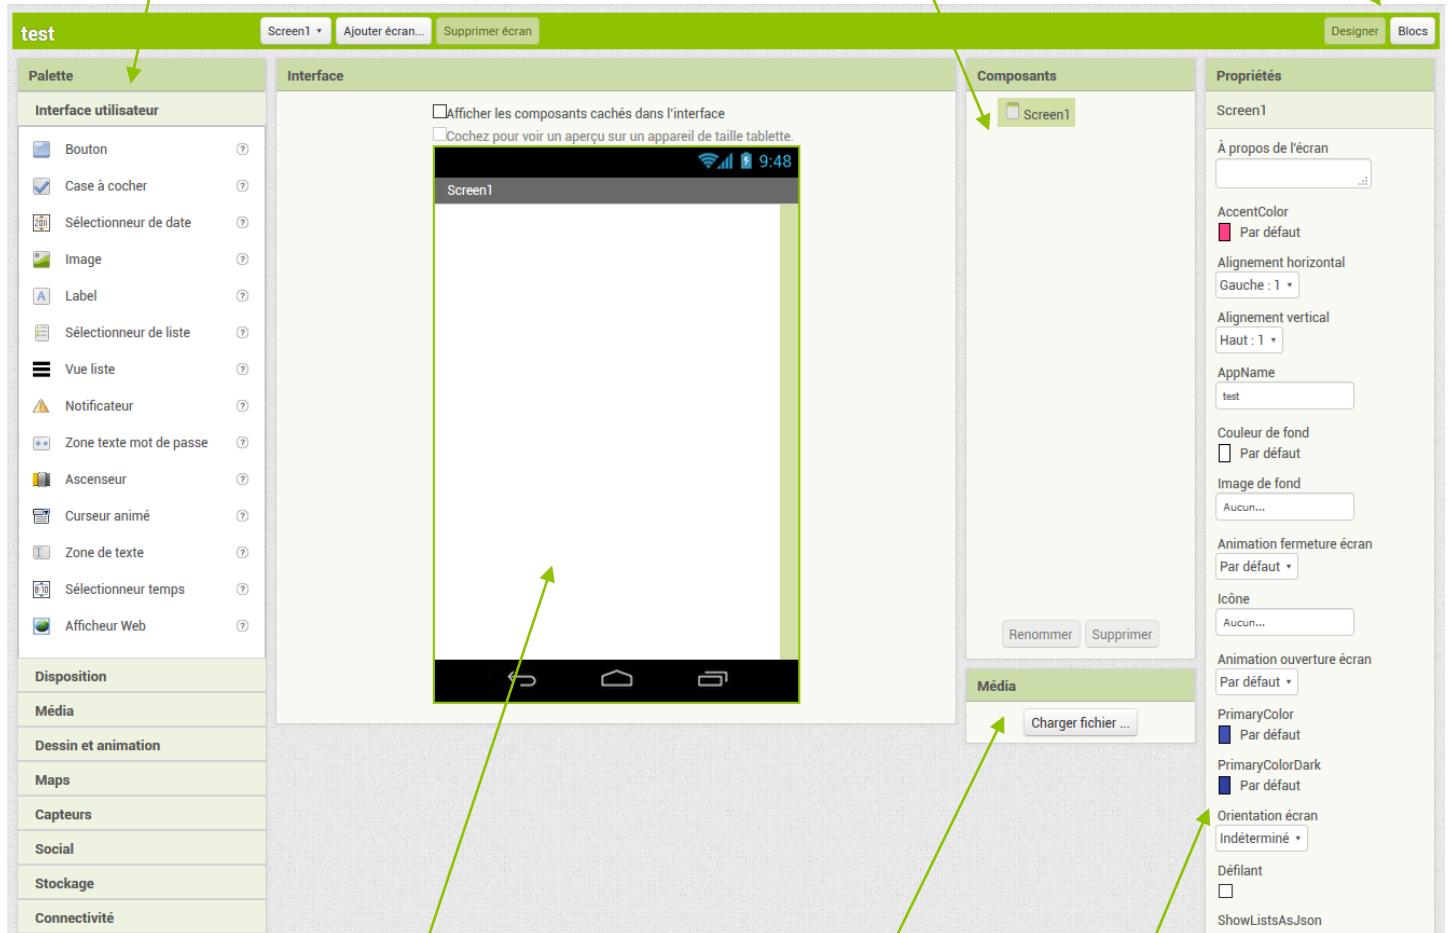 test
Screen1
Ajouter écran...
Supprimer écran
Designer
Blocs
Palette
Interface utilisateur
Bouton
?
Case à cocher
?
Sélectionneur de date
?
Image
?
Label
?
Sélectionneur de liste
?
Vue liste
?
Notificateur
?
Zone texte mot de passe
?
Ascenseur
?
Curseur animé
?
Zone de texte
?
Sélectionneur temps
?
Afficheur Web
?
Disposition
Média
Dessin et animation
Maps
Capteurs
Social
Stockage
Connectivité
Interface
Afficher les composants cachés dans l'interface
Cochez pour voir un aperçu sur un appareil de taille tablette.
9:48
Screen1
Composants
Screen1
Renommer
Supprimer
Média
Charger fichier ...
Propriétés
Screen1
À propos de l'écran
AccentColor
Par défaut
Alignement horizontal
Gauche : 1
Alignement vertical
Haut : 1
AppName
test
Couleur de fond
Par défaut
Image de fond
Aucun...
Animation fermeture écran
Par défaut
Icône
Aucun...
Animation ouverture écran
Par défaut
PrimaryColor
Par défaut
PrimaryColorDark
Par défaut
Orientation écran
Indéterminé
Défilant
ShowListsAsJson